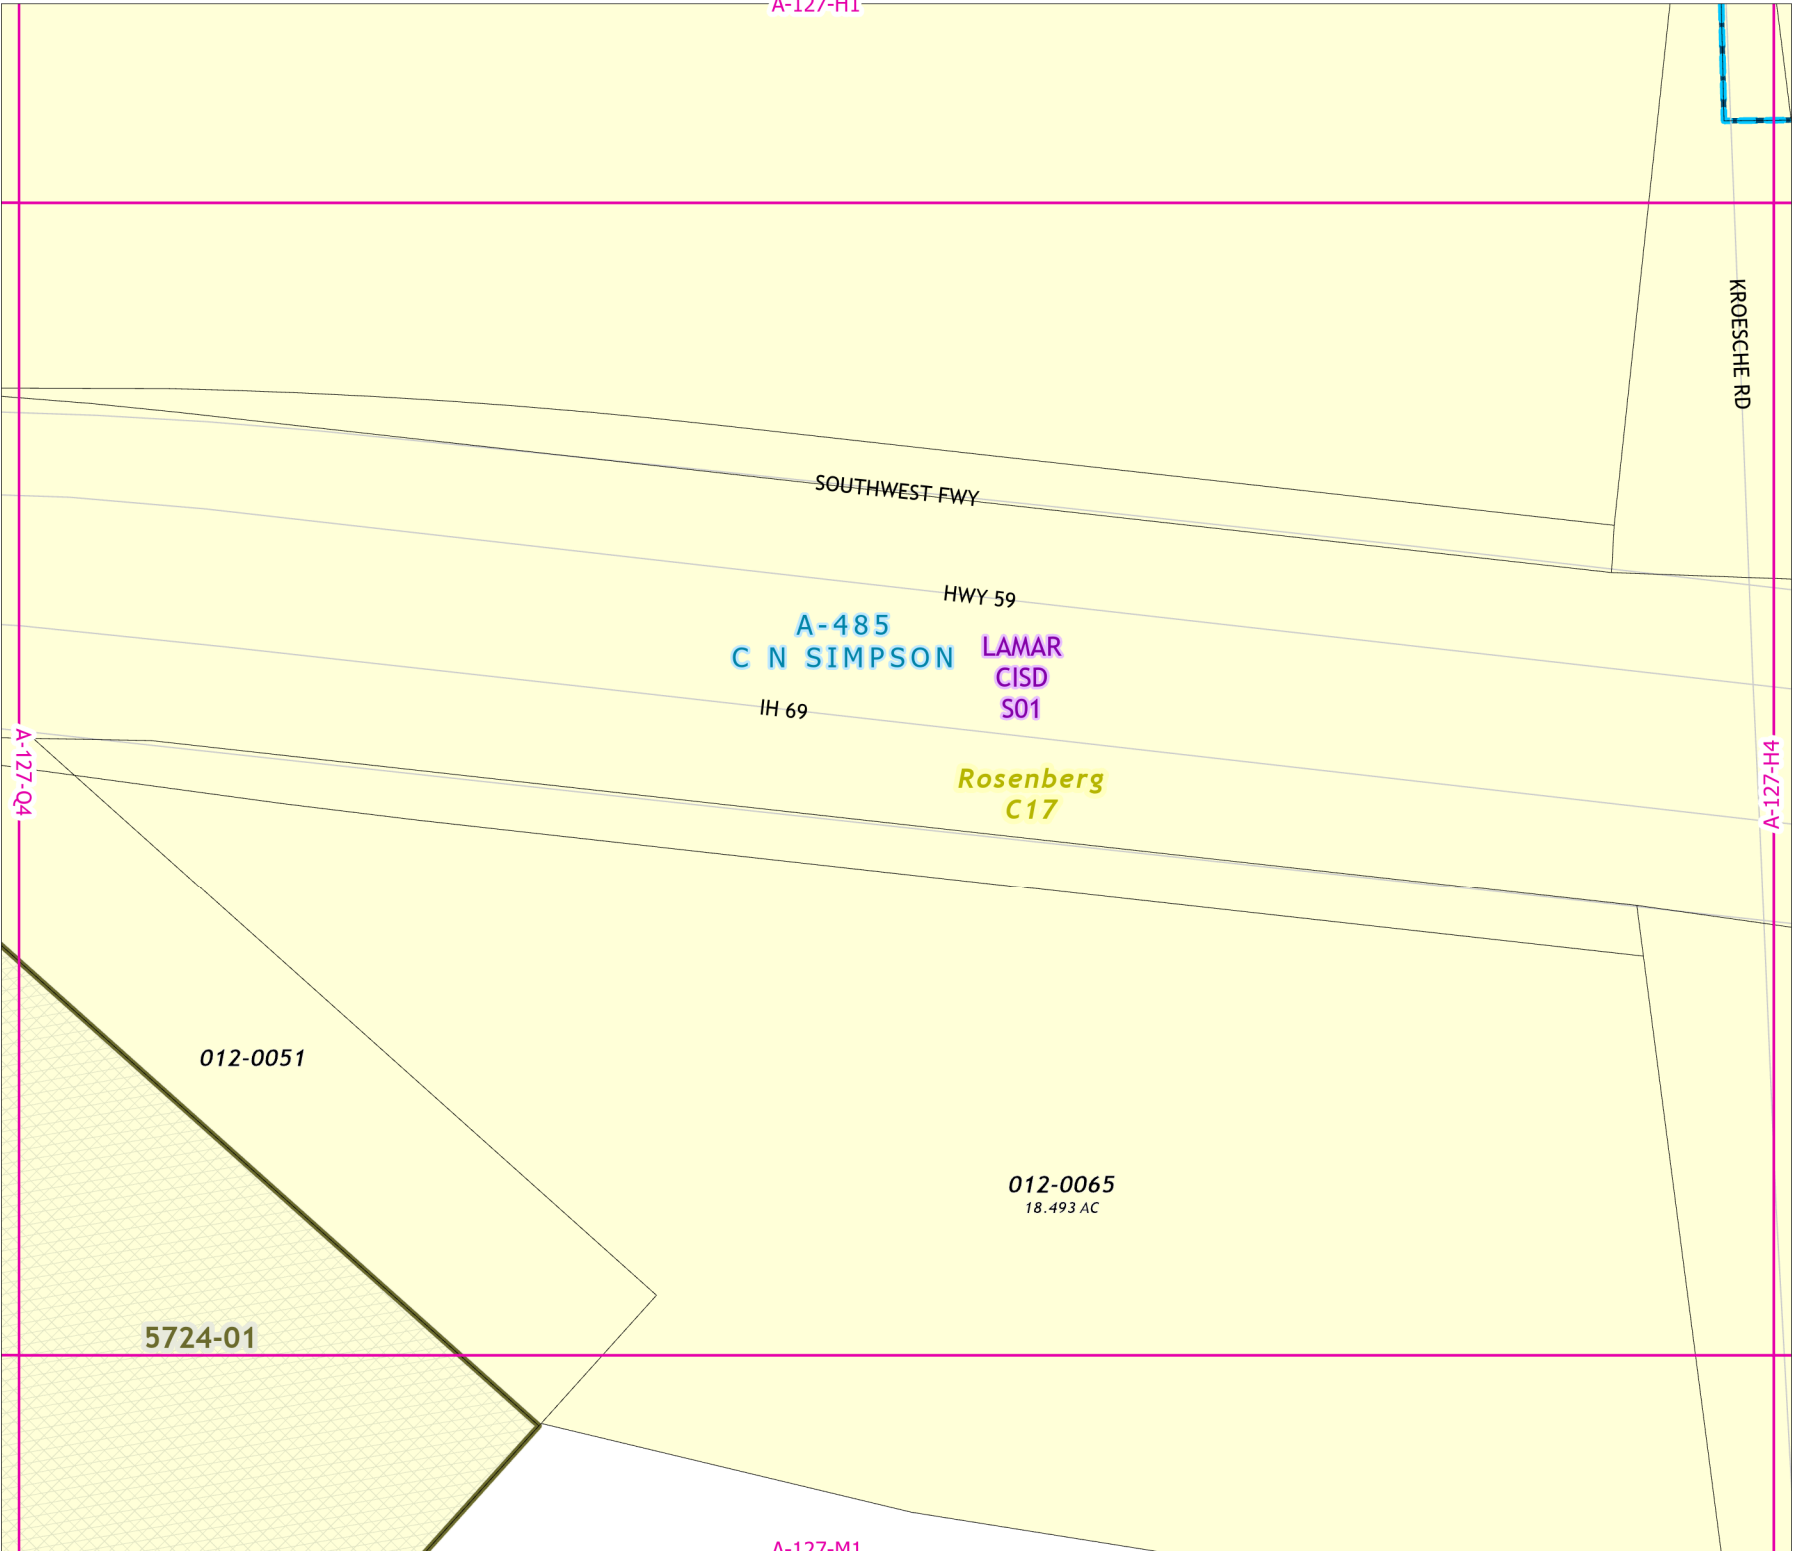 A-127-H1
KROESCHE RD
SOUTHWEST FWY
HWY 59
A-485
C N SIMPSON
LAMAR
CISD
S01
IH 69
Rosenberg
C17
A-127-Q4
A-127-H4
012-0051
012-0065
18.493 AC
5724-01
A-127-M1